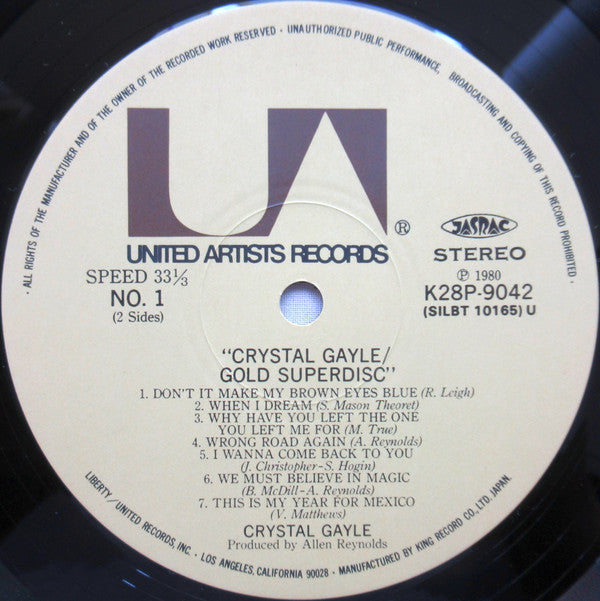 · ALL RIGHTS OF THE MANUFACTURER AND OF THE OWNER OF THE RECORDED WORK RESERVED · UNAUTHORIZED PUBLIC PERFORMANCE, BROADCASTING AND COPYING OF THIS RECORD PROHIBITED ·
UA®
UNITED ARTISTS RECORDS
SPEED 33⅓
NO. 1
(2 Sides)
JASRAC
STEREO
Ⓟ 1980
K28P-9042
(SILBT 10165) U
"CRYSTAL GAYLE/
GOLD SUPERDISC"
1. DON'T IT MAKE MY BROWN EYES BLUE (R. Leigh)
2. WHEN I DREAM (S. Mason Theoret)
3. WHY HAVE YOU LEFT THE ONE
YOU LEFT ME FOR (M. True)
4. WRONG ROAD AGAIN (A. Reynolds)
5. I WANNA COME BACK TO YOU
(J. Christopher-S. Hogin)
6. WE MUST BELIEVE IN MAGIC
(B. McDill-A. Reynolds)
7. THIS IS MY YEAR FOR MEXICO
(V. Matthews)
CRYSTAL GAYLE
Produced by Allen Reynolds
LIBERTY/UNITED RECORDS, INC. · LOS ANGELES, CALIFORNIA 90028 · MANUFACTURED BY KING RECORD CO., LTD. JAPAN.